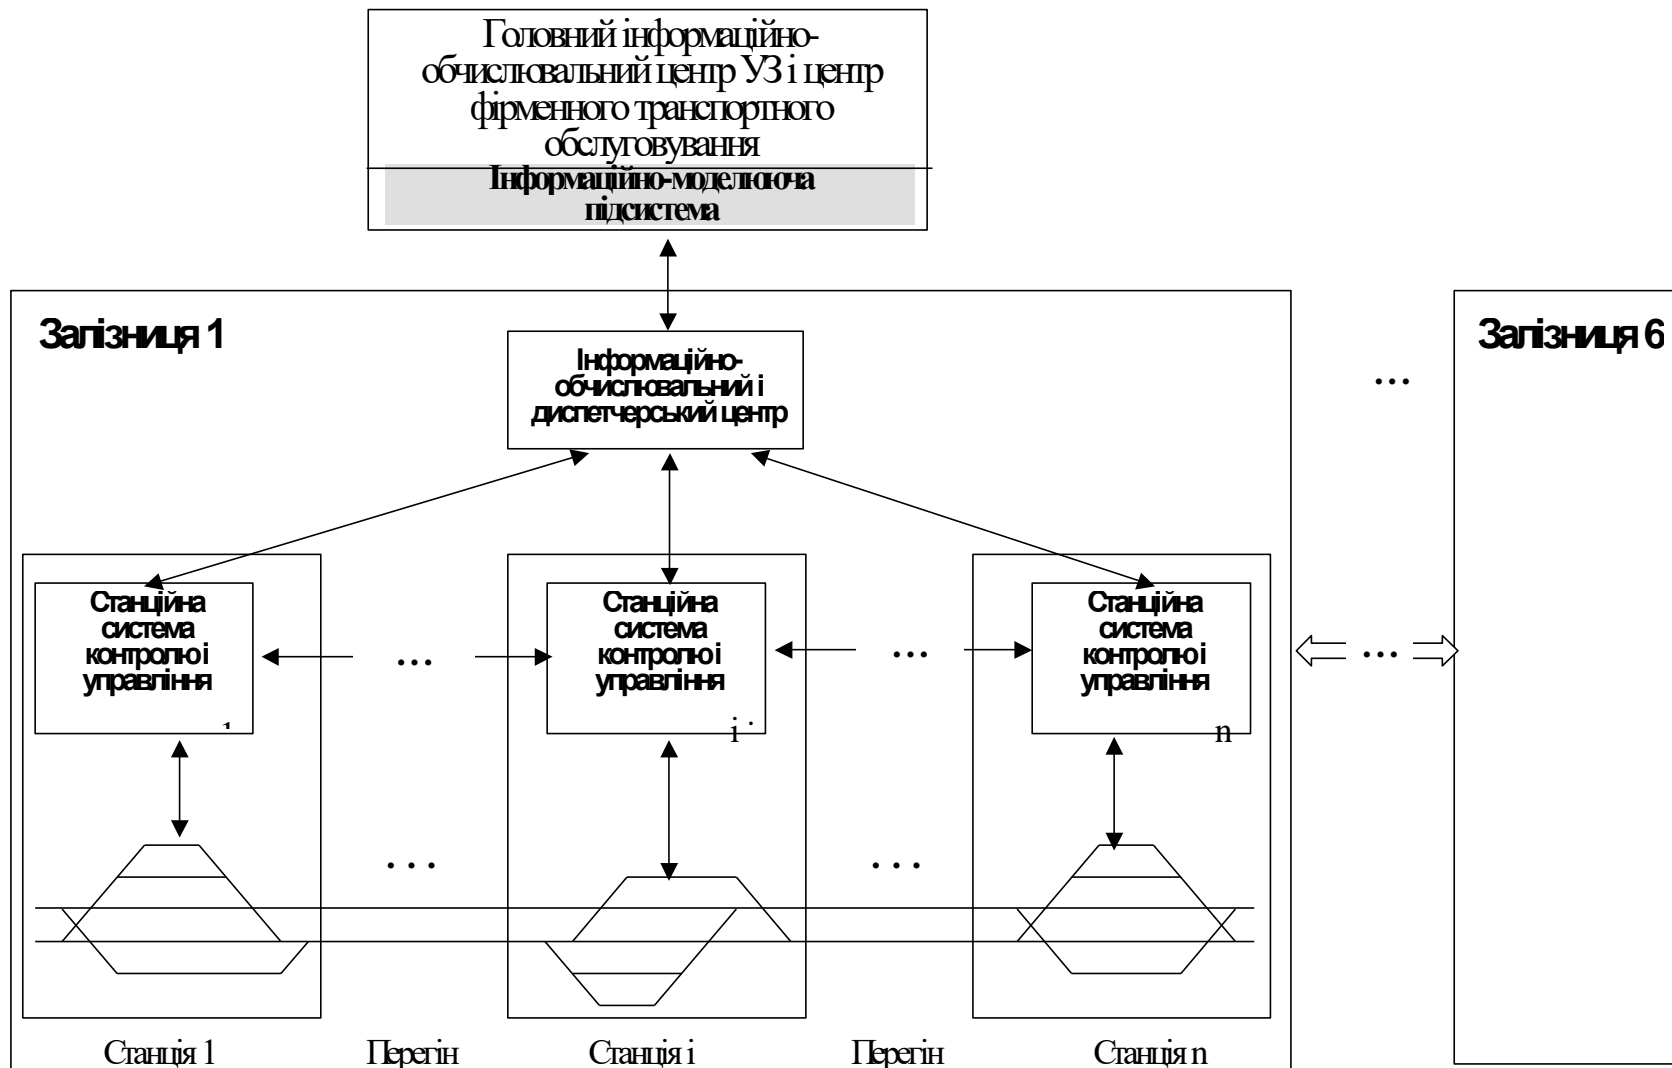 Головний інформаційно-
обчислювальний центр УЗ і центр
фірменного транспортного
обслуговування
Інформаційно-моделююча
підсистема
Залізниця 1
Залізниця 6
Інформаційно-
обчислювальний і
диспетчерський центр
...
Станційна
система
контролю і
управління
1
...
Станційна
система
контролю і
управління
і
...
Станційна
система
контролю і
управління
n
...
...
...
Станція 1
Перегін
Станція і
Перегін
Станція n